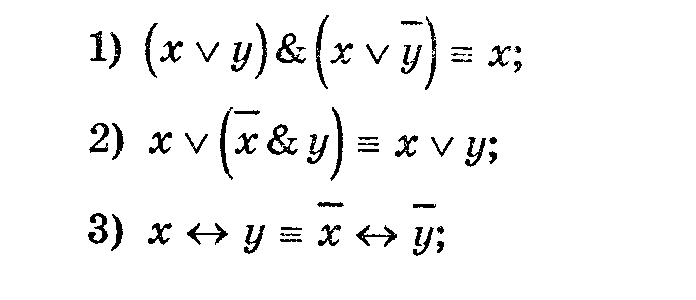 1) (x ∨ y) & (x ∨ y̅) ≡ x;
2) x ∨ (x̅ & y) ≡ x ∨ y;
3) x ↔ y ≡ x̅ ↔ y̅;